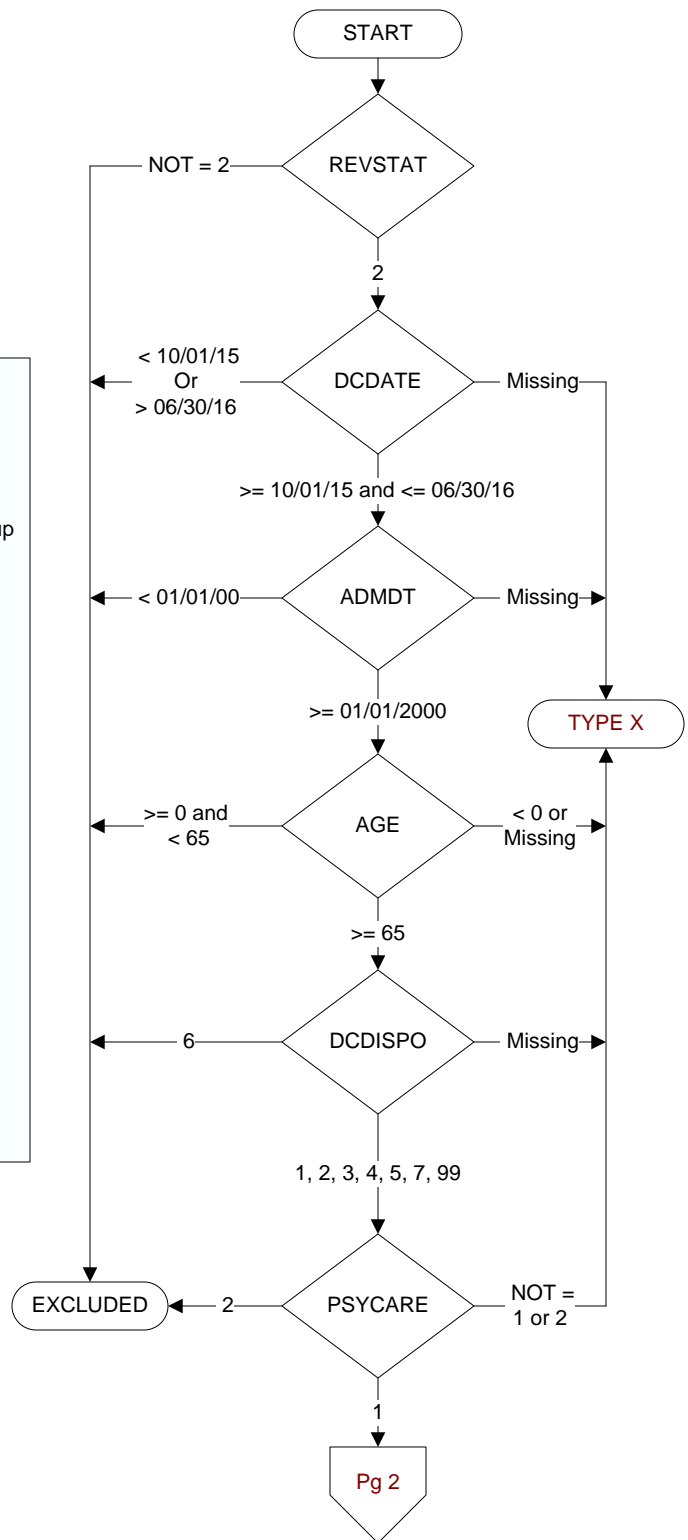 START
REVSTAT
NOT = 2
2
< 10/01/15
Or
> 06/30/16
DCDATE
Missing
>= 10/01/15 and <= 06/30/16
< 01/01/00
ADMDT
Missing
>= 01/01/2000
TYPE X
>= 0 and
< 65
AGE
< 0 or
Missing
>= 65
6
DCDISPO
Missing
1, 2, 3, 4, 5, 7, 99
EXCLUDED
2
PSYCARE
NOT =
1 or 2
1
Pg 2